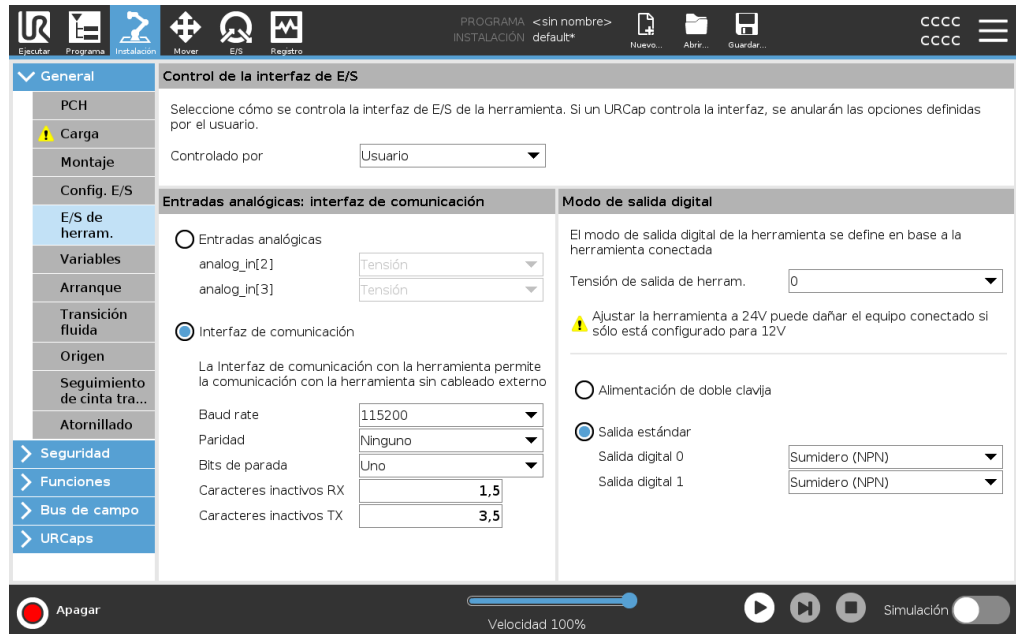 UR
PROGRAMA <sin nombre>
INSTALACIÓN default*
cccc
cccc
Ejecutar Programa Instalación Mover E/S Registro Nuevo... Abrir... Guardar...
General
PCH
Carga
Montaje
Config. E/S
E/S de
herram.
Variables
Arranque
Transición
fluida
Origen
Seguimiento
de cinta tra...
Atornillado
Seguridad
Funciones
Bus de campo
URCaps
Control de la interfaz de E/S
Seleccione cómo se controla la interfaz de E/S de la herramienta. Si un URCap controla la interfaz, se anularán las opciones definidas
por el usuario.
Controlado por Usuario
Entradas analógicas: interfaz de comunicación
Entradas analógicas
analog_in[2] Tensión
analog_in[3] Tensión
Interfaz de comunicación
La Interfaz de comunicación con la herramienta permite
la comunicación con la herramienta sin cableado externo
Baud rate 115200
Paridad Ninguno
Bits de parada Uno
Caracteres inactivos RX 1,5
Caracteres inactivos TX 3,5
Modo de salida digital
El modo de salida digital de la herramienta se define en base a la
herramienta conectada
Tensión de salida de herram. 0
Ajustar la herramienta a 24V puede dañar el equipo conectado si
sólo está configurado para 12V
Alimentación de doble clavija
Salida estándar
Salida digital 0 Sumidero (NPN)
Salida digital 1 Sumidero (NPN)
Apagar
Velocidad 100%
Simulación